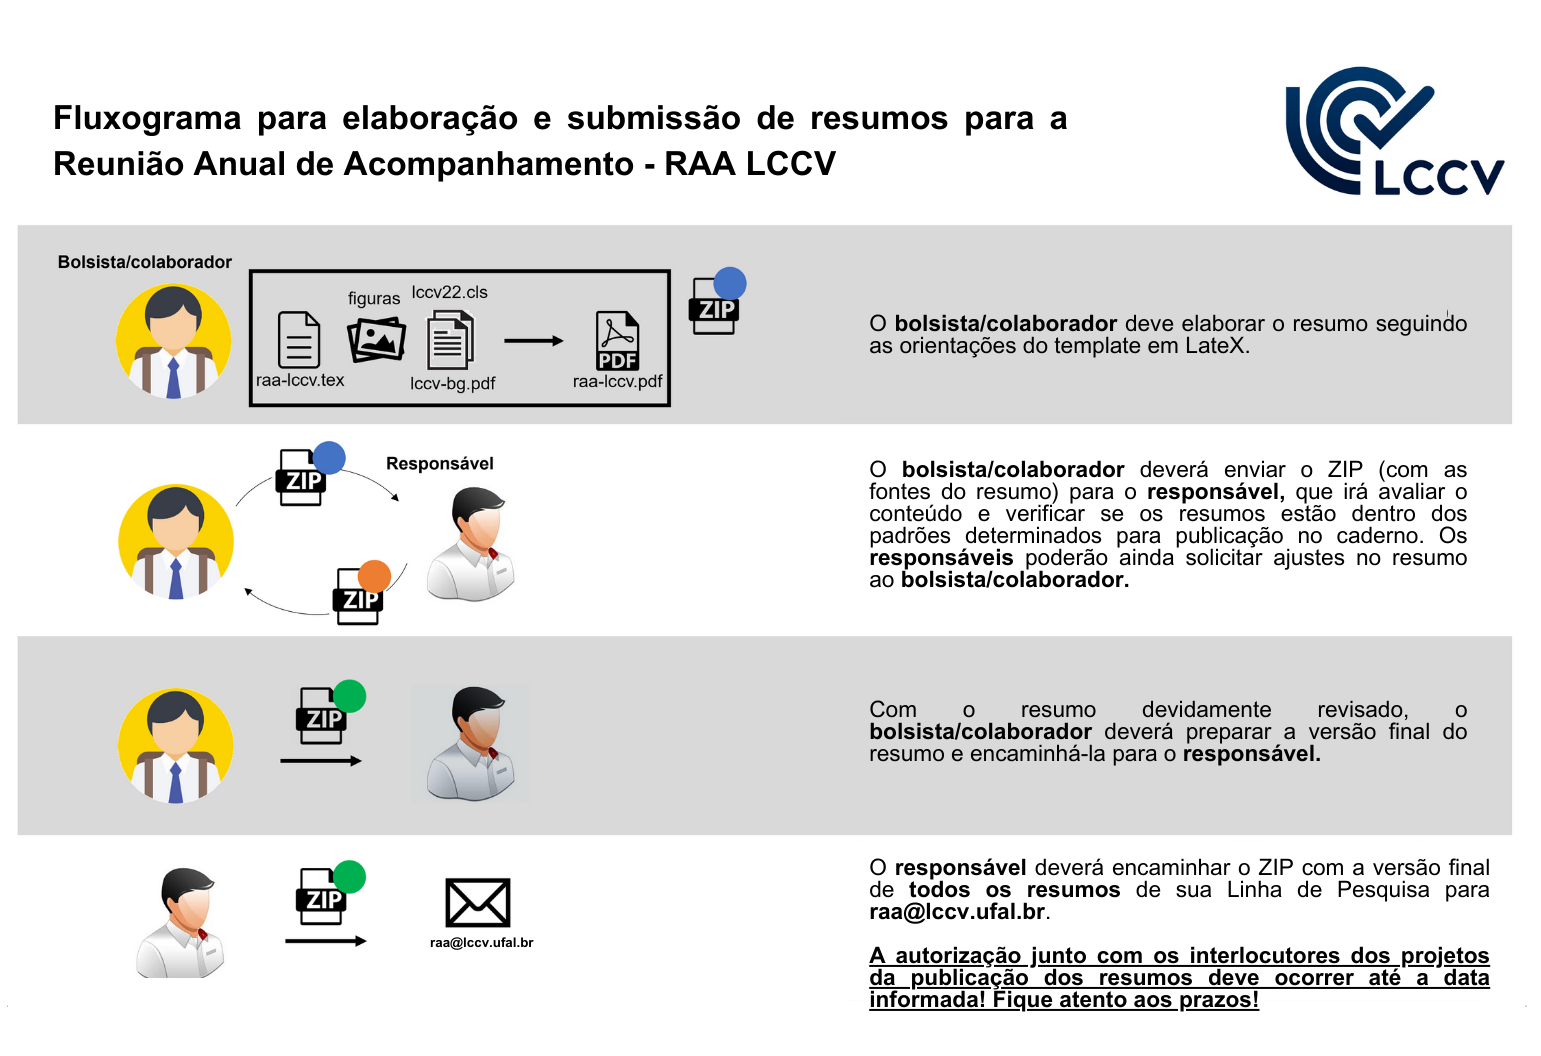 Fluxograma para elaboração e submissão de resumos para a
Reunião Anual de Acompanhamento - RAA LCCV
LCCV
Bolsista/colaborador
figuras
lccv22.cls
ZIP
PDF
raa-lccv.tex
lccv-bg.pdf
raa-lccv.pdf
O bolsista/colaborador deve elaborar o resumo seguindo
as orientações do template em LateX.
ZIP
Responsável
ZIP
O bolsista/colaborador deverá enviar o ZIP (com as
fontes do resumo) para o responsável, que irá avaliar o
conteúdo e verificar se os resumos estão dentro dos
padrões determinados para publicação no caderno. Os
responsáveis poderão ainda solicitar ajustes no resumo
ao bolsista/colaborador.
ZIP
Com o resumo devidamente revisado, o
bolsista/colaborador deverá preparar a versão final do
resumo e encaminhá-la para o responsável.
ZIP
raa@lccv.ufal.br
O responsável deverá encaminhar o ZIP com a versão final
de todos os resumos de sua Linha de Pesquisa para
raa@lccv.ufal.br.
A autorização junto com os interlocutores dos projetos
da publicação dos resumos deve ocorrer até a data
informada! Fique atento aos prazos!